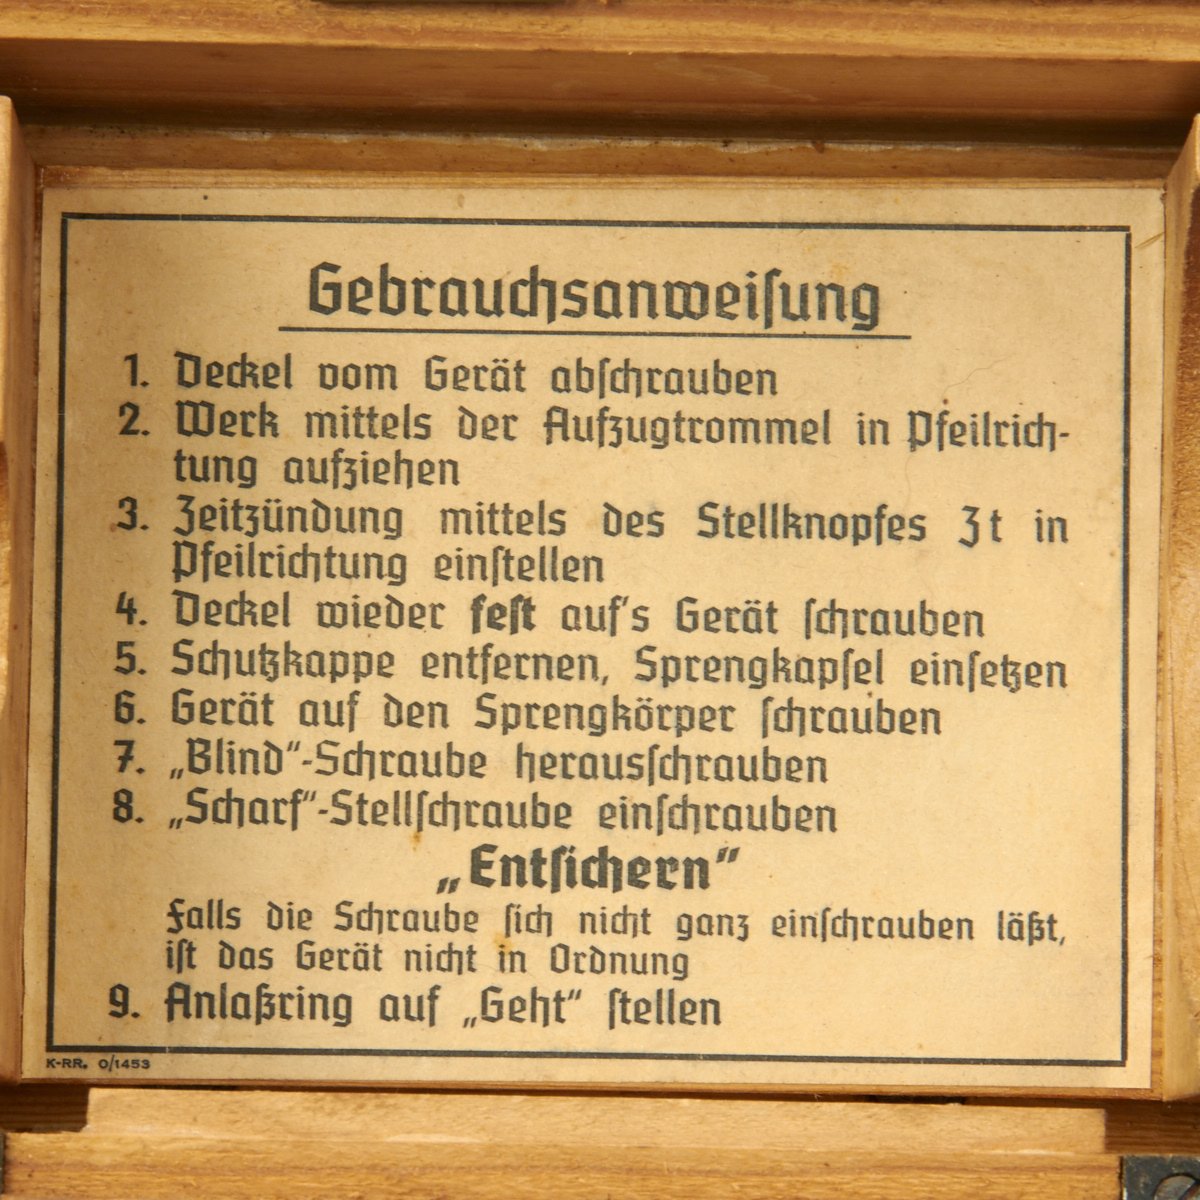 Gebrauchsanweiſung
1. Deckel vom Gerät abſchrauben
2. Werk mittels der Aufzugtrommel in Pfeilrich-
tung aufziehen
3. Zeitzündung mittels des Stellknopfes Zt in
Pfeilrichtung einſtellen
4. Deckel wieder feſt auf's Gerät ſchrauben
5. Schutzkappe entfernen, Sprengkapſel einſetzen
6. Gerät auf den Sprengkörper ſchrauben
7. „Blind“-Schraube herausſchrauben
8. „Scharf“-Stellſchraube einſchrauben
„Entſichern“
Falls die Schraube ſich nicht ganz einſchrauben läßt,
iſt das Gerät nicht in Ordnung
9. Anlaßring auf „Geht“ ſtellen
K-RR. 0/1453